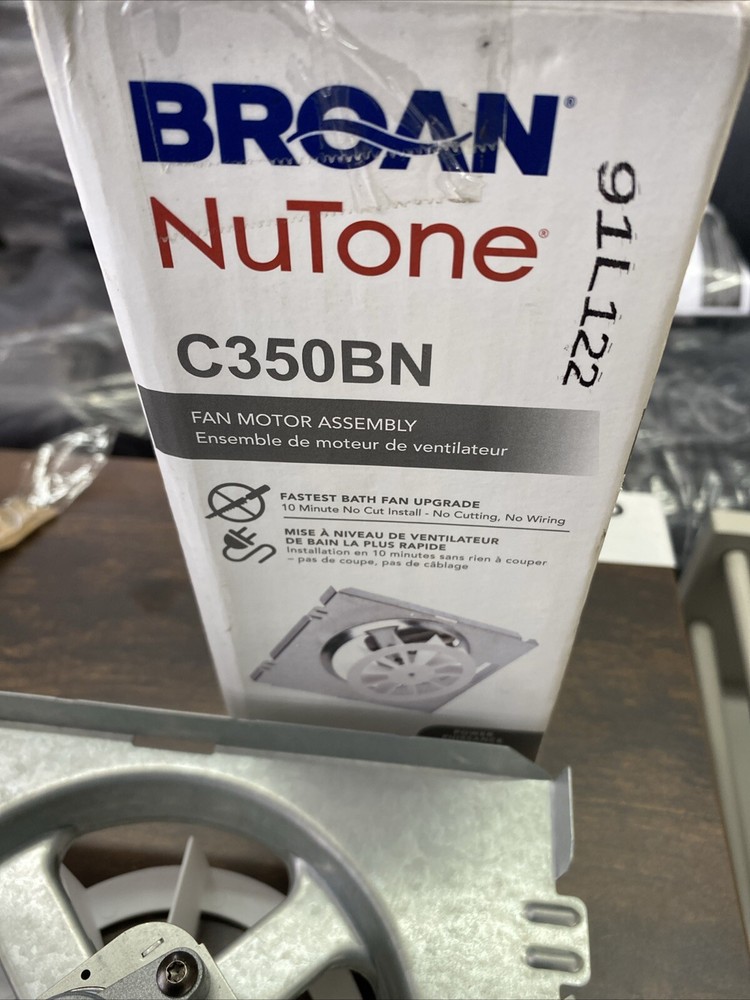 BROAN®
NuTone®
91L122
C350BN
FAN MOTOR ASSEMBLY
Ensemble de moteur de ventilateur
FASTEST BATH FAN UPGRADE
10 Minute No Cut Install - No Cutting, No Wiring
MISE À NIVEAU DE VENTILATEUR
DE BAIN LA PLUS RAPIDE
Installation en 10 minutes sans rien à couper
– pas de coupe, pas de câblage
POWER